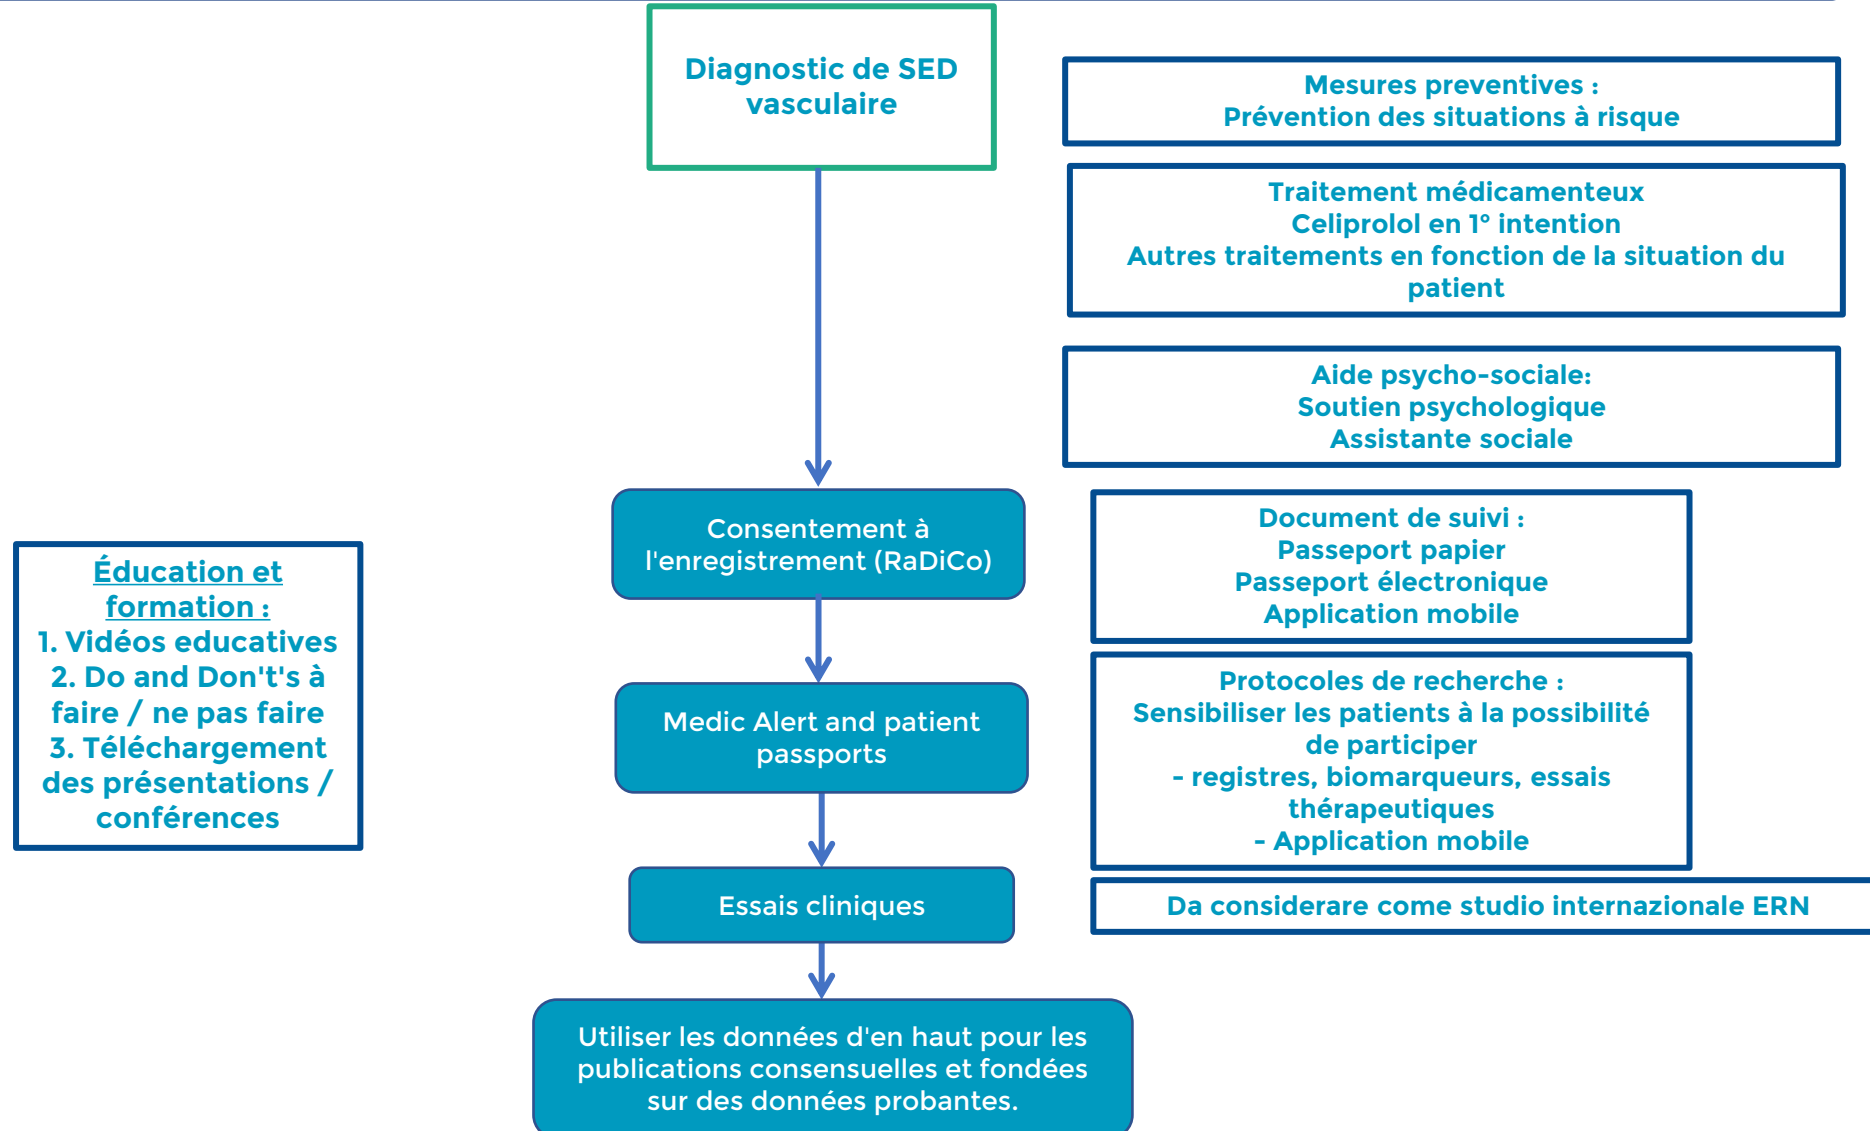 Diagnostic de SED
vasculaire
Mesures preventives :
Prévention des situations à risque
Traitement médicamenteux
Celiprolol en 1° intention
Autres traitements en fonction de la situation du
patient
Aide psycho-sociale:
Soutien psychologique
Assistante sociale
Consentement à
l'enregistrement (RaDiCo)
Document de suivi :
Passeport papier
Passeport électronique
Application mobile
Éducation et
formation :
1. Vidéos educatives
2. Do and Don't's à
faire / ne pas faire
3. Téléchargement
des présentations /
conférences
Medic Alert and patient
passports
Protocoles de recherche :
Sensibiliser les patients à la possibilité
de participer
- registres, biomarqueurs, essais
thérapeutiques
- Application mobile
Essais cliniques
Da considerare come studio internazionale ERN
Utiliser les données d'en haut pour les
publications consensuelles et fondées
sur des données probantes.